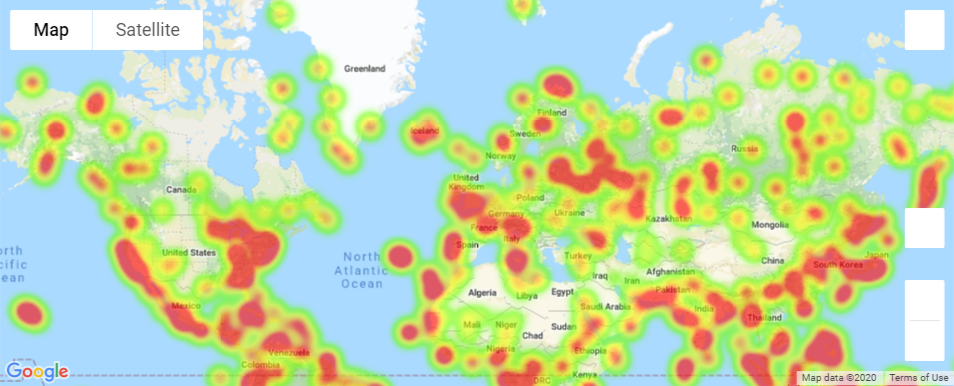 Map Satellite
Greenland
Iceland
Finland
Sweden
Norway
Russia
Canada
United
Kingdom
Poland
Germany
Ukraine
Kazakhstan
France
Mongolia
Italy
Spain
United States
North
Atlantic
Ocean
orth
cific
ean
Turkey
China
Japan
South Korea
Afghanistan
Iraq
Iran
Pakistan
Algeria
Libya
Egypt
Saudi Arabia
India
Mexico
Mali
Niger
Sudan
Chad
Thailand
Nigeria
Ethiopia
Venezuela
Colombia
DRC
Kenya
Google
Map data ©2020 Terms of Use